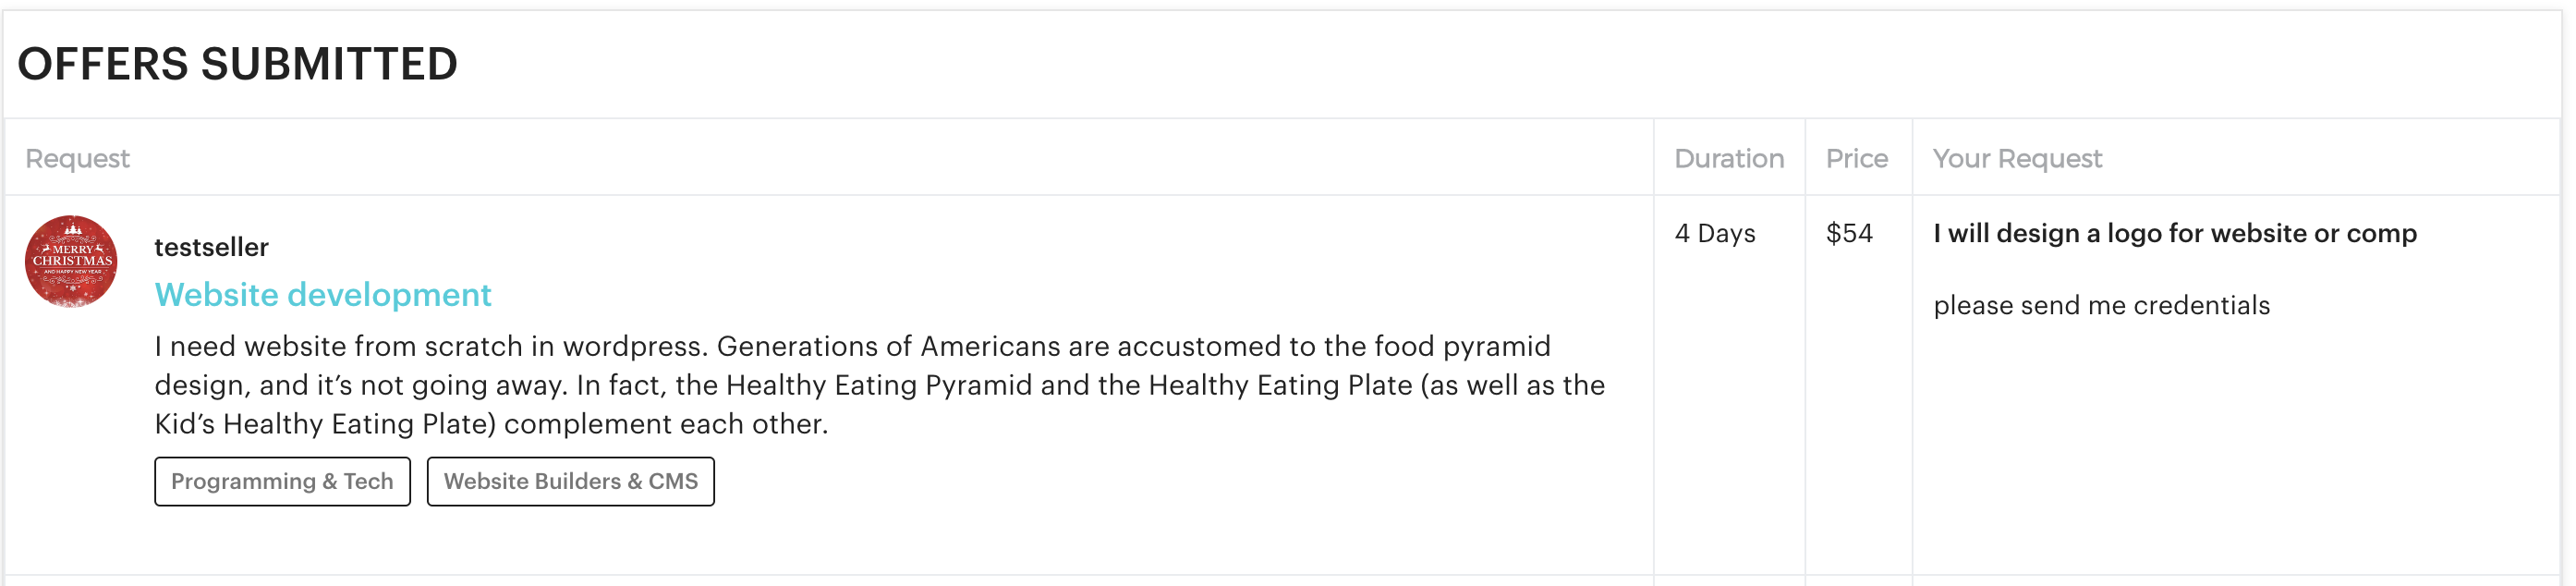 OFFERS SUBMITTED
Request
Duration
Price
Your Request
MERRY
CHRISTMAS
AND HAPPY NEW YEAR
testseller
Website development
I need website from scratch in wordpress. Generations of Americans are accustomed to the food pyramid
design, and it’s not going away. In fact, the Healthy Eating Pyramid and the Healthy Eating Plate (as well as the
Kid’s Healthy Eating Plate) complement each other.
Programming & Tech
Website Builders & CMS
4 Days
$54
I will design a logo for website or comp
please send me credentials